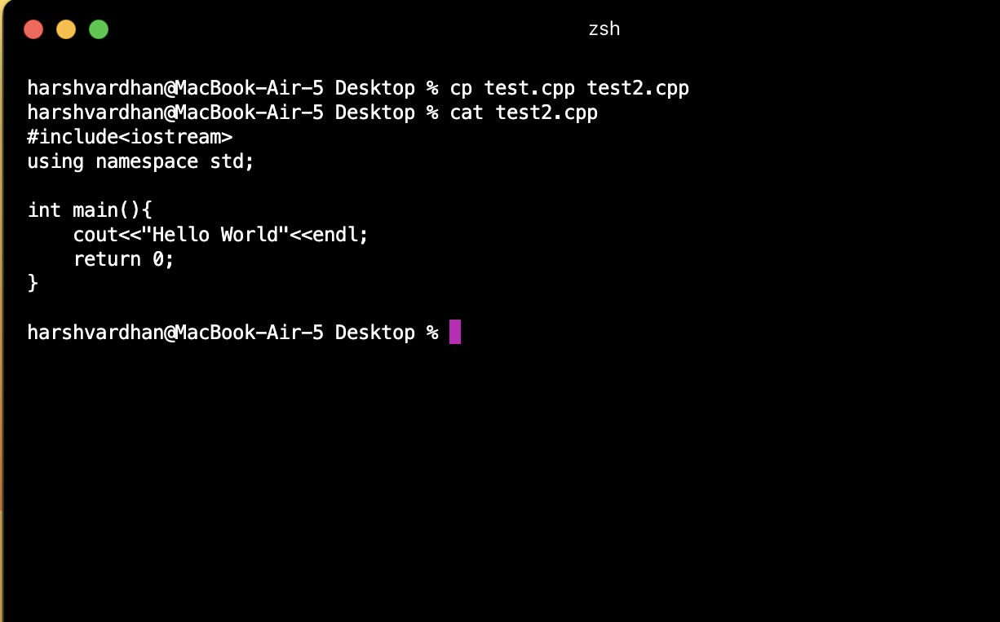 zsh
harshvardhan@MacBook-Air-5 Desktop % cp test.cpp test2.cpp
harshvardhan@MacBook-Air-5 Desktop % cat test2.cpp
#include<iostream>
using namespace std;
int main(){
    cout<<"Hello World"<<endl;
    return 0;
}
harshvardhan@MacBook-Air-5 Desktop %